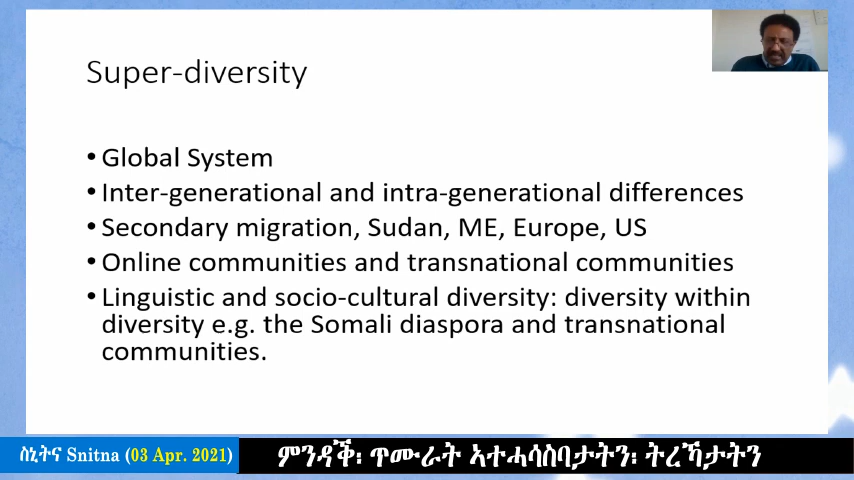 Super-diversity
• Global System
• Inter-generational and intra-generational differences
• Secondary migration, Sudan, ME, Europe, US
• Online communities and transnational communities
• Linguistic and socio-cultural diversity: diversity within
diversity e.g. the Somali diaspora and transnational
communities.
ስኒትና Snitna (03 Apr. 2021)
ምንዳቕ፡ ጥሙራት ኣተሓሳስባታትን፡ ትረኻታትን